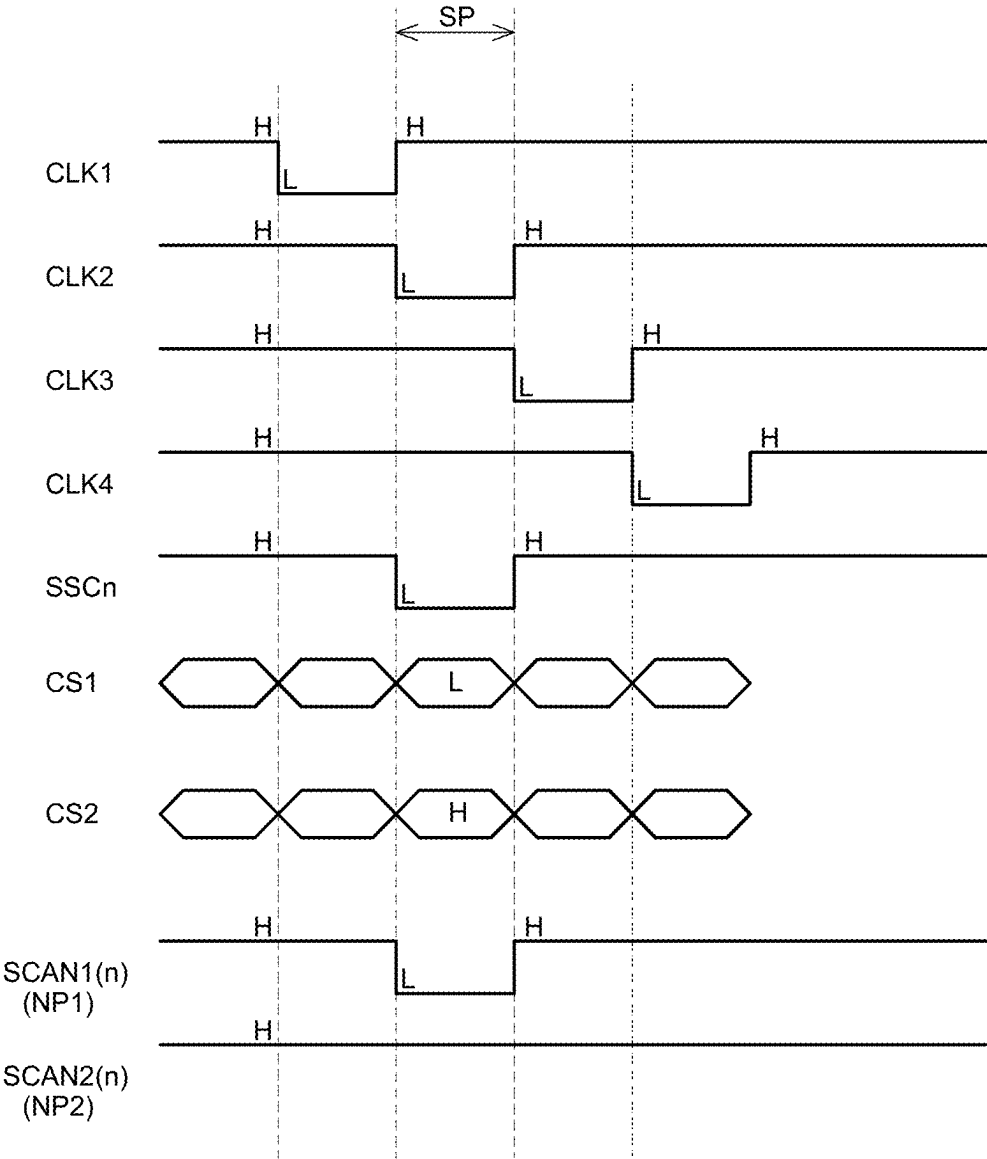 SP
H H
CLK1
L
H H
CLK2
L
H H
CLK3
L
H H
CLK4
L
H H
SSCn
L
CS1 L
CS2 H
H H
SCAN1(n)
(NP1)
L
H
SCAN2(n)
(NP2)